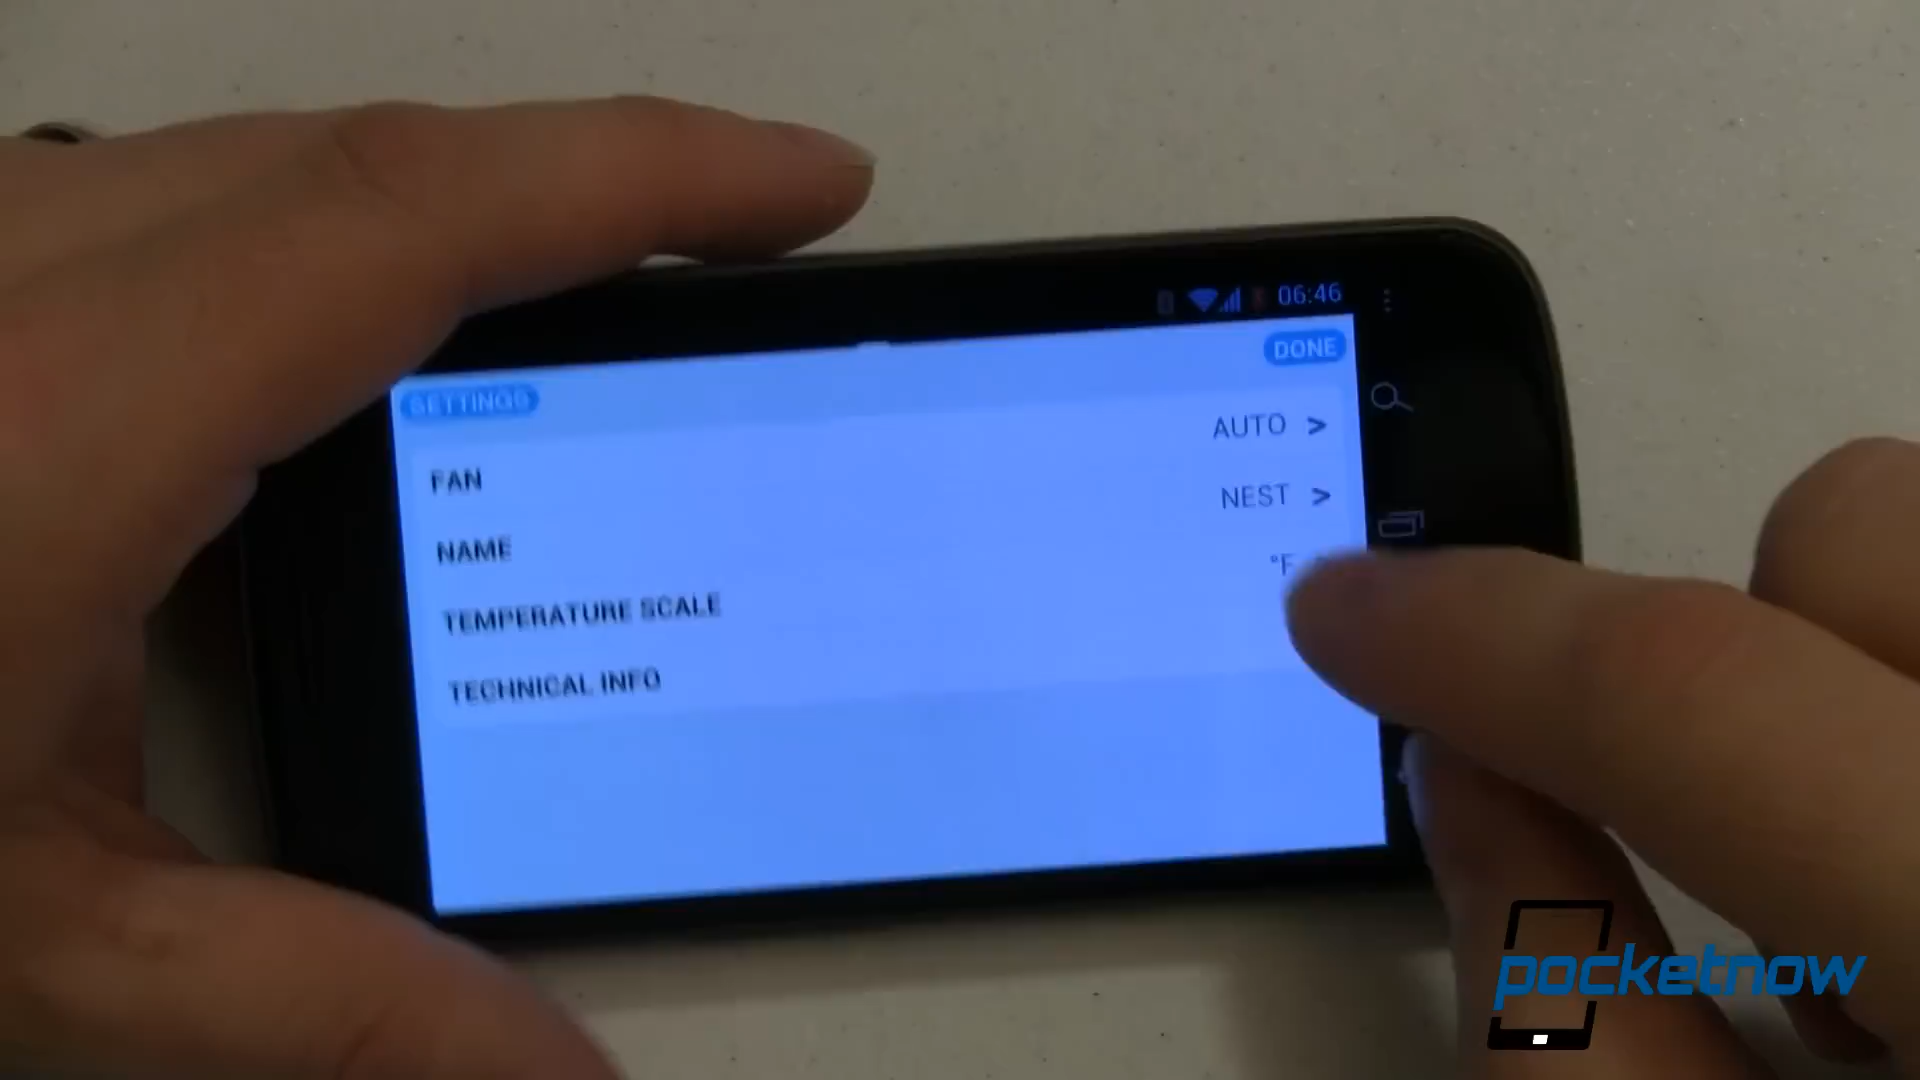 06:46
SETTINGS
DONE
FAN
AUTO >
NAME
NEST >
TEMPERATURE SCALE
°F
TECHNICAL INFO
pocketnow